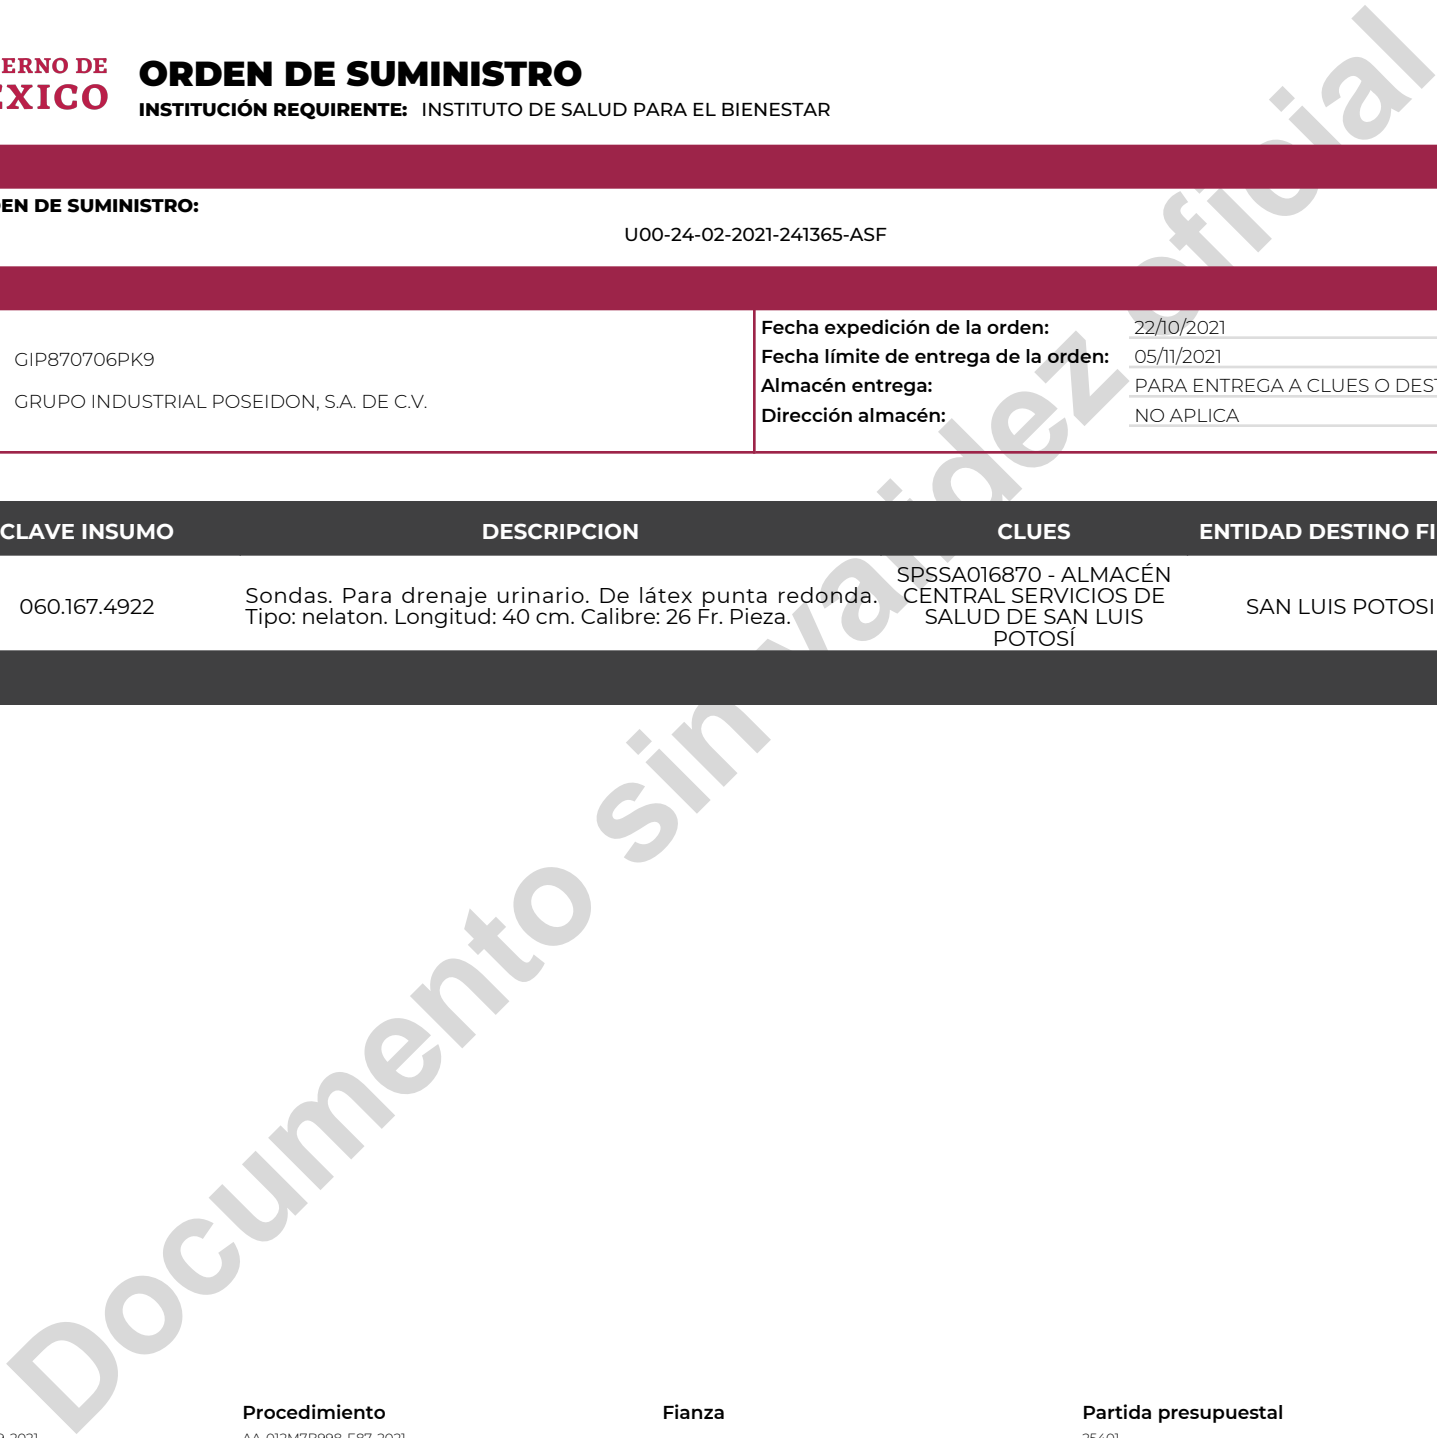 ERNO DE
ÉXICO
ORDEN DE SUMINISTRO
INSTITUCIÓN REQUIRENTE: INSTITUTO DE SALUD PARA EL BIENESTAR
EN DE SUMINISTRO:
U00-24-02-2021-241365-ASF
GIP870706PK9
GRUPO INDUSTRIAL POSEIDON, S.A. DE C.V.
Fecha expedición de la orden: 22/10/2021
Fecha límite de entrega de la orden: 05/11/2021
Almacén entrega: PARA ENTREGA A CLUES O DEST
Dirección almacén: NO APLICA
CLAVE INSUMO DESCRIPCION CLUES ENTIDAD DESTINO FI
060.167.4922
Sondas. Para drenaje urinario. De látex punta redonda.
Tipo: nelaton. Longitud: 40 cm. Calibre: 26 Fr. Pieza.
SPSSA016870 - ALMACÉN
CENTRAL SERVICIOS DE
SALUD DE SAN LUIS
POTOSÍ
SAN LUIS POTOSI
Documento sin validez oficial
Procedimiento Fianza Partida presupuestal